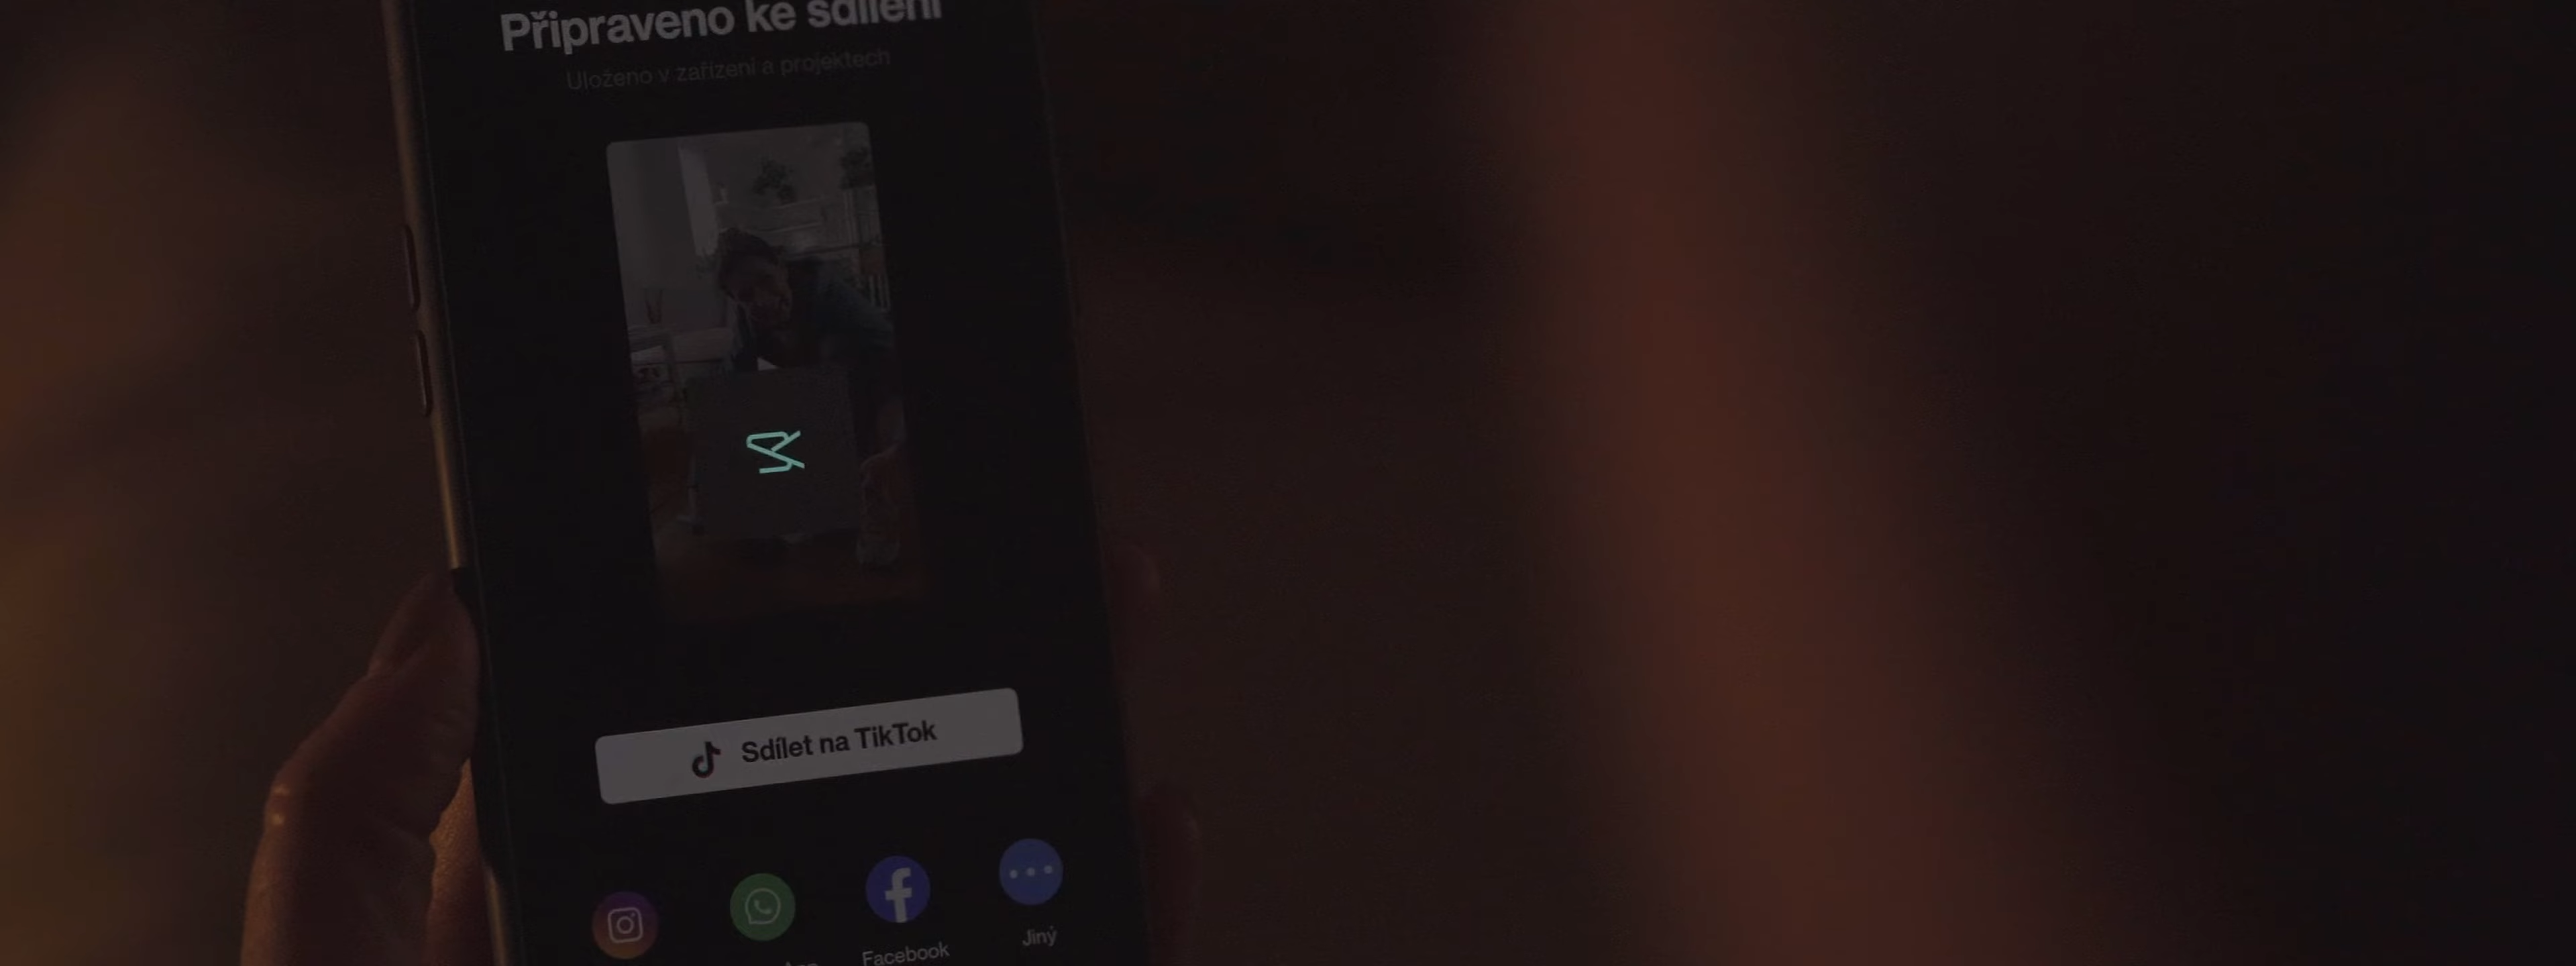 Připraveno ke sdílení
Uloženo v zařízení a projektech
Sdílet na TikTok
Facebook
Jiný